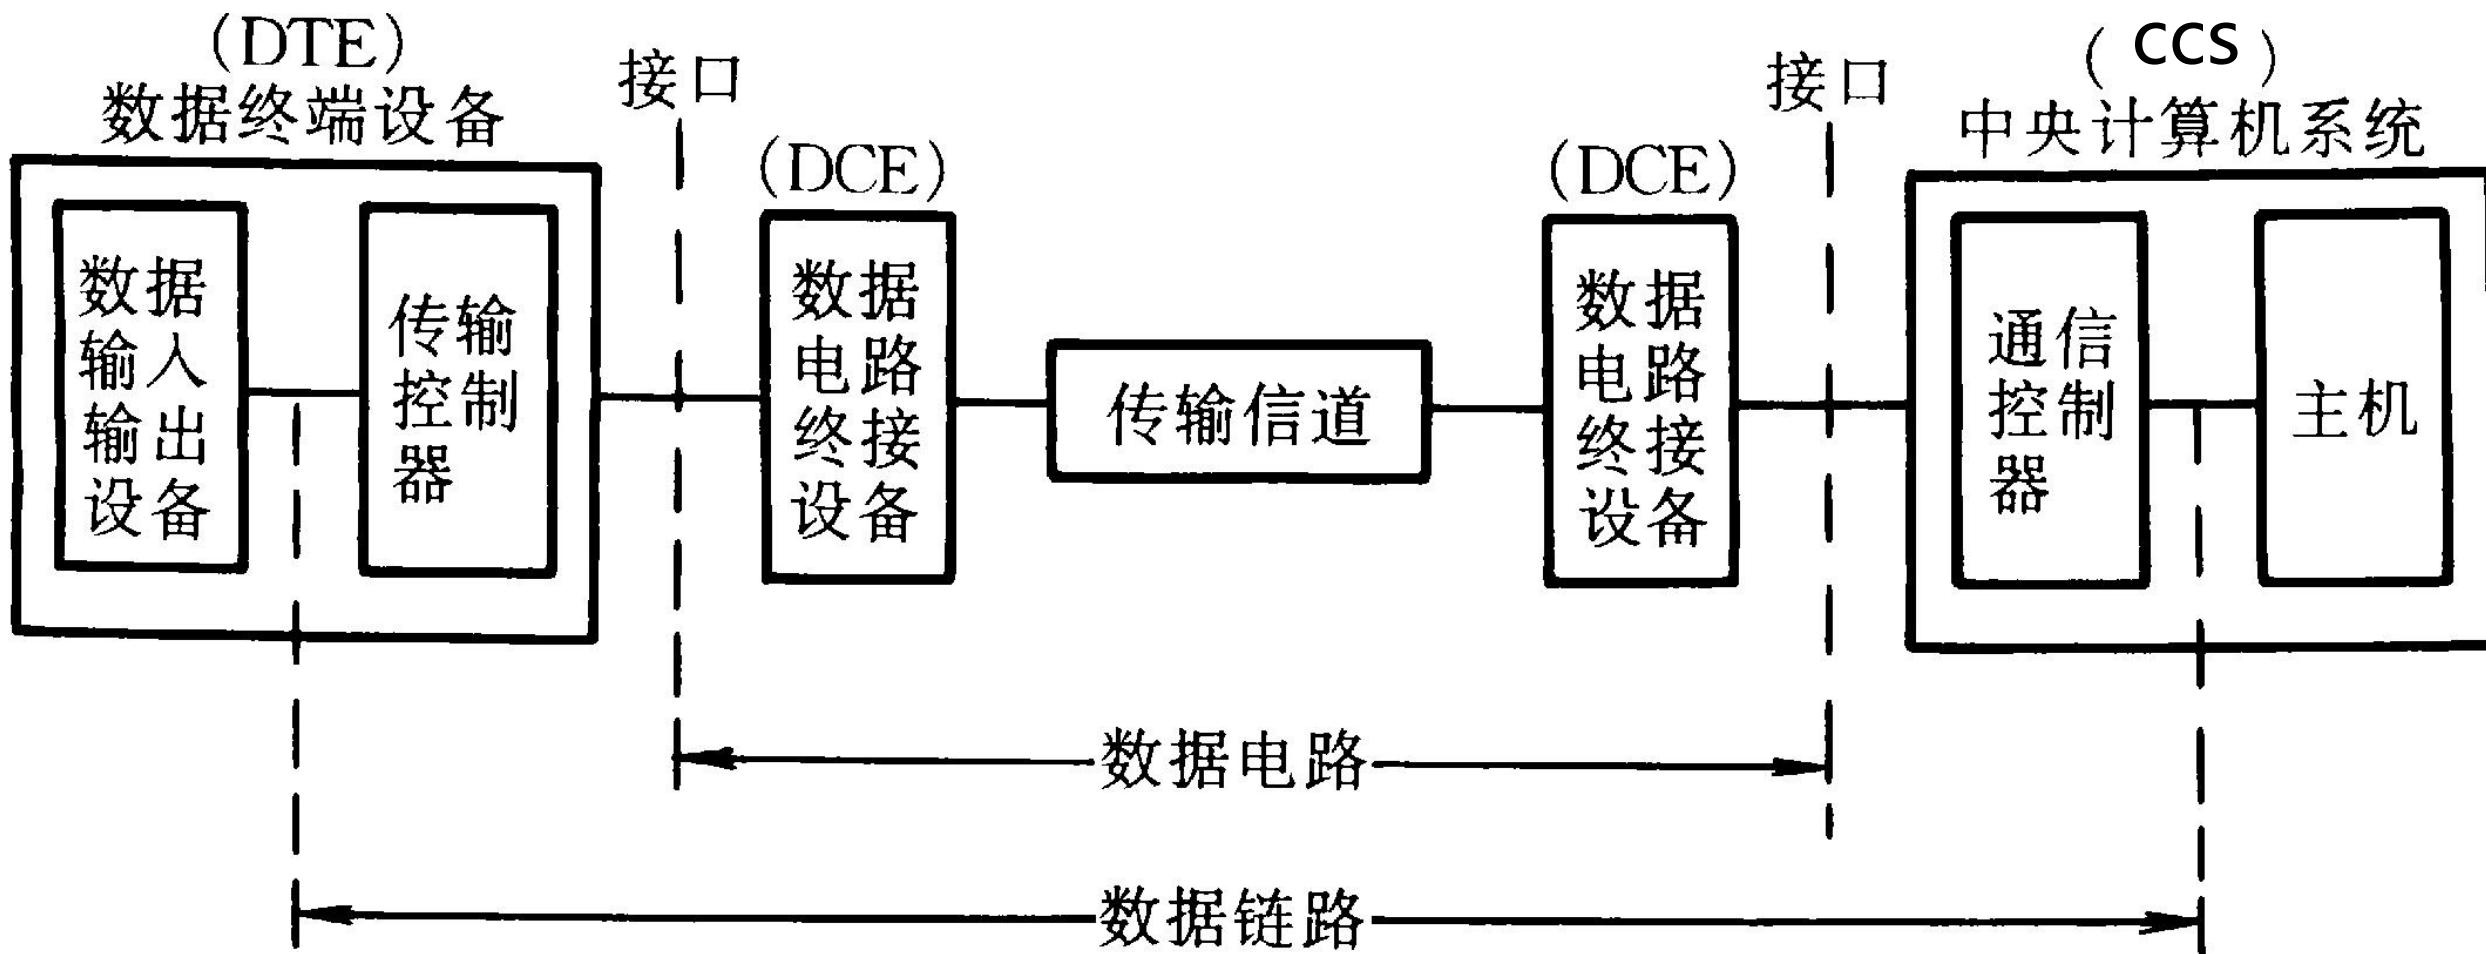 (DTE)
数据终端设备
接口
接口
(CCS)
中央计算机系统
(DCE)
(DCE)
数据
输入
输出
设备
传输
控制
器
数据
电路
终接
设备
传输信道
数据
电路
终接
设备
通信
控制
器
主机
数据电路
数据链路